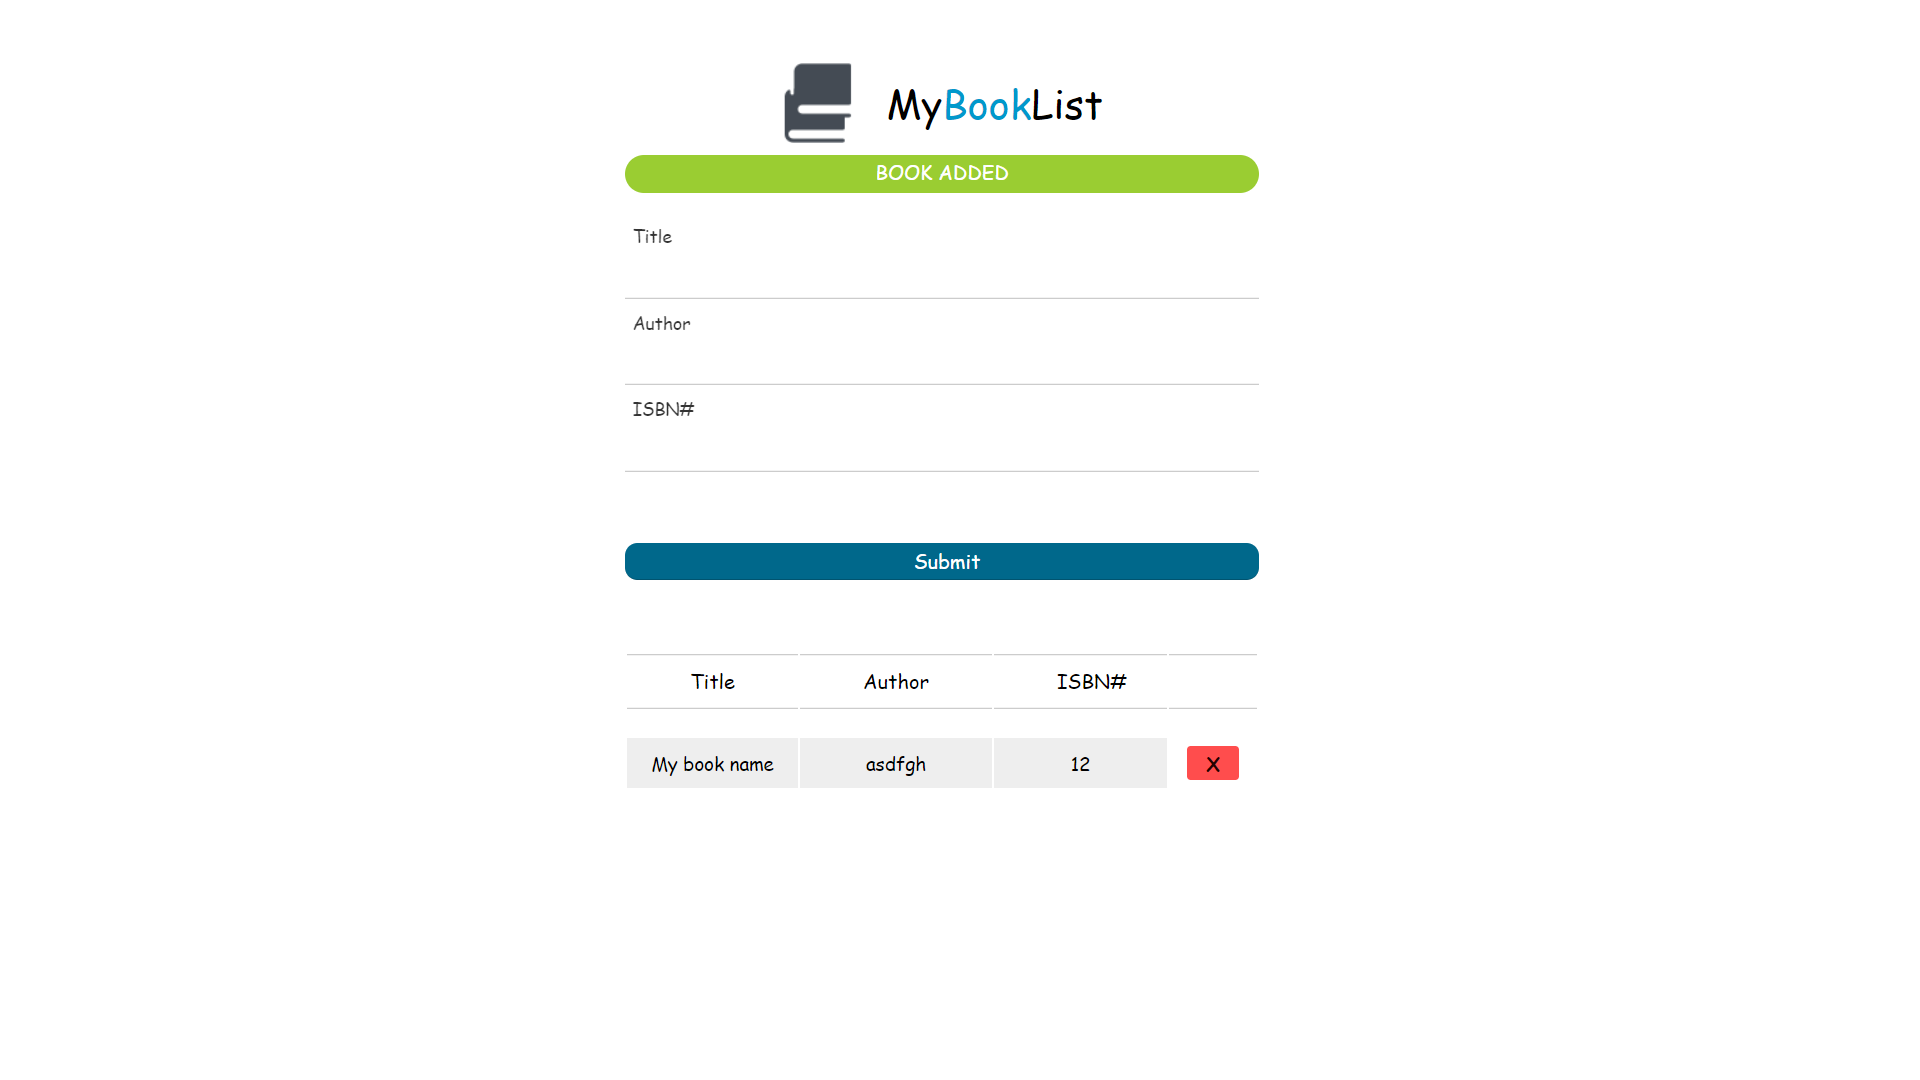 MyBookList
BOOK ADDED
Title
Author
ISBN#
Submit
Title Author ISBN#
My book name asdfgh 12 X